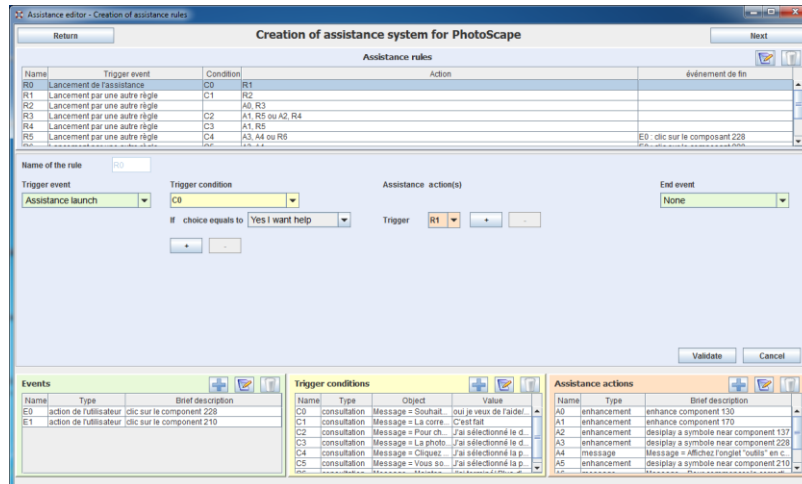 Assistance editor - Creation of assistance rules
Return
Creation of assistance system for PhotoScape
Next
Assistance rules
Name Trigger event Condition Action événement de fin
R0 Lancement de l'assistance C0 R1
R1 Lancement par une autre règle C1 R2
R2 Lancement par une autre règle A0, R3
R3 Lancement par une autre règle C2 A1, R5 ou A2, R4
R4 Lancement par une autre règle C3 A1, R5
R5 Lancement par une autre règle C4 A3, A4 ou R6 E0 : clic sur le composant 228
Name of the rule R0
Trigger event Trigger condition Assistance action(s) End event
Assistance launch C0 None
If choice equals to Yes I want help Trigger R1 + -
+ -
Validate Cancel
Events
Name Type Brief description
E0 action de l'utilisateur clic sur le component 228
E1 action de l'utilisateur clic sur le component 210
Trigger conditions
Name Type Object Value
C0 consultation Message = Souhait... oui je veux de l'aide/...
C1 consultation Message = La corre... C'est fait
C2 consultation Message = Pour ch... J'ai sélectionné le d...
C3 consultation Message = La photo... J'ai sélectionné le d...
C4 consultation Message = Cliquez ... J'ai sélectionné la p...
C5 consultation Message = Vous so... J'ai sélectionné la p...
Assistance actions
Name Type Brief description
A0 enhancement enhance component 130
A1 enhancement enhance component 170
A2 enhancement desiplay a symbole near component 137
A3 enhancement desiplay a symbole near component 228
A4 message Message = Affichez l'onglet "outils" en c...
A5 enhancement desiplay a symbole near component 210